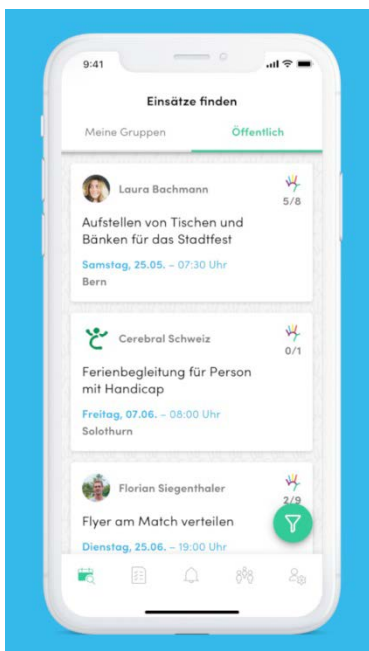 9:41
Einsätze finden
Meine Gruppen
Öffentlich
Laura Bachmann
5/8
Aufstellen von Tischen und
Bänken für das Stadtfest
Samstag, 25.05. – 07:30 Uhr
Bern
Cerebral Schweiz
0/1
Ferienbegleitung für Person
mit Handicap
Freitag, 07.06. – 08:00 Uhr
Solothurn
Florian Siegenthaler
2/9
Flyer am Match verteilen
Dienstag, 25.06. – 19:00 Uhr